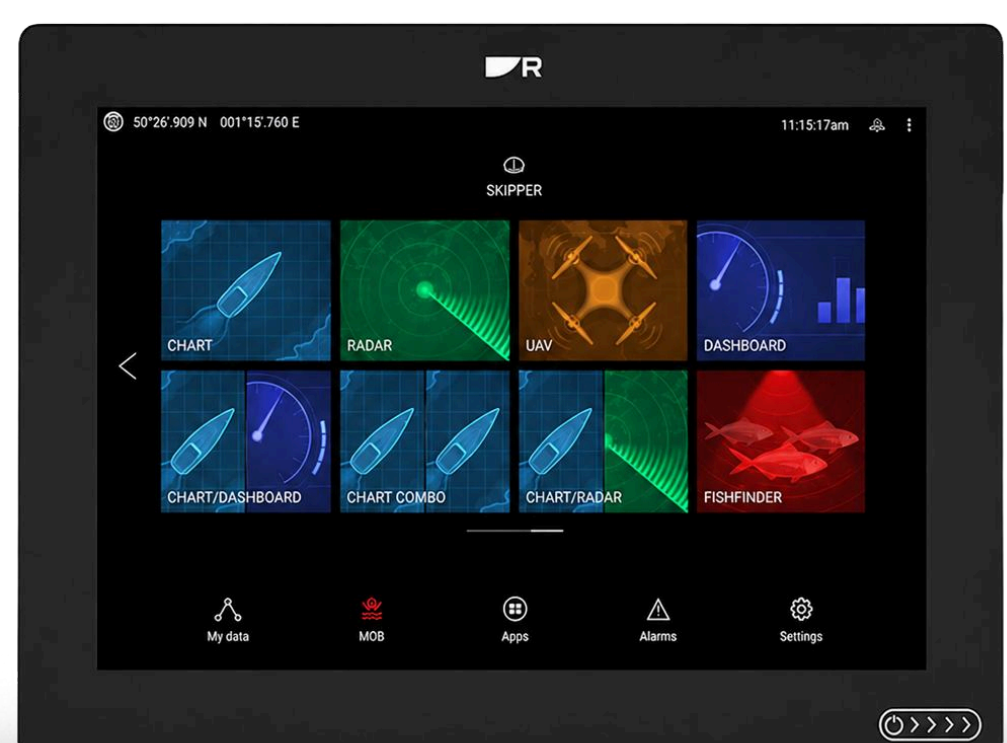 R
50°26'.909 N 001°15'.760 E
11:15:17am
SKIPPER
CHART
RADAR
UAV
DASHBOARD
CHART/DASHBOARD
CHART COMBO
CHART/RADAR
FISHFINDER
My data
MOB
Apps
Alarms
Settings